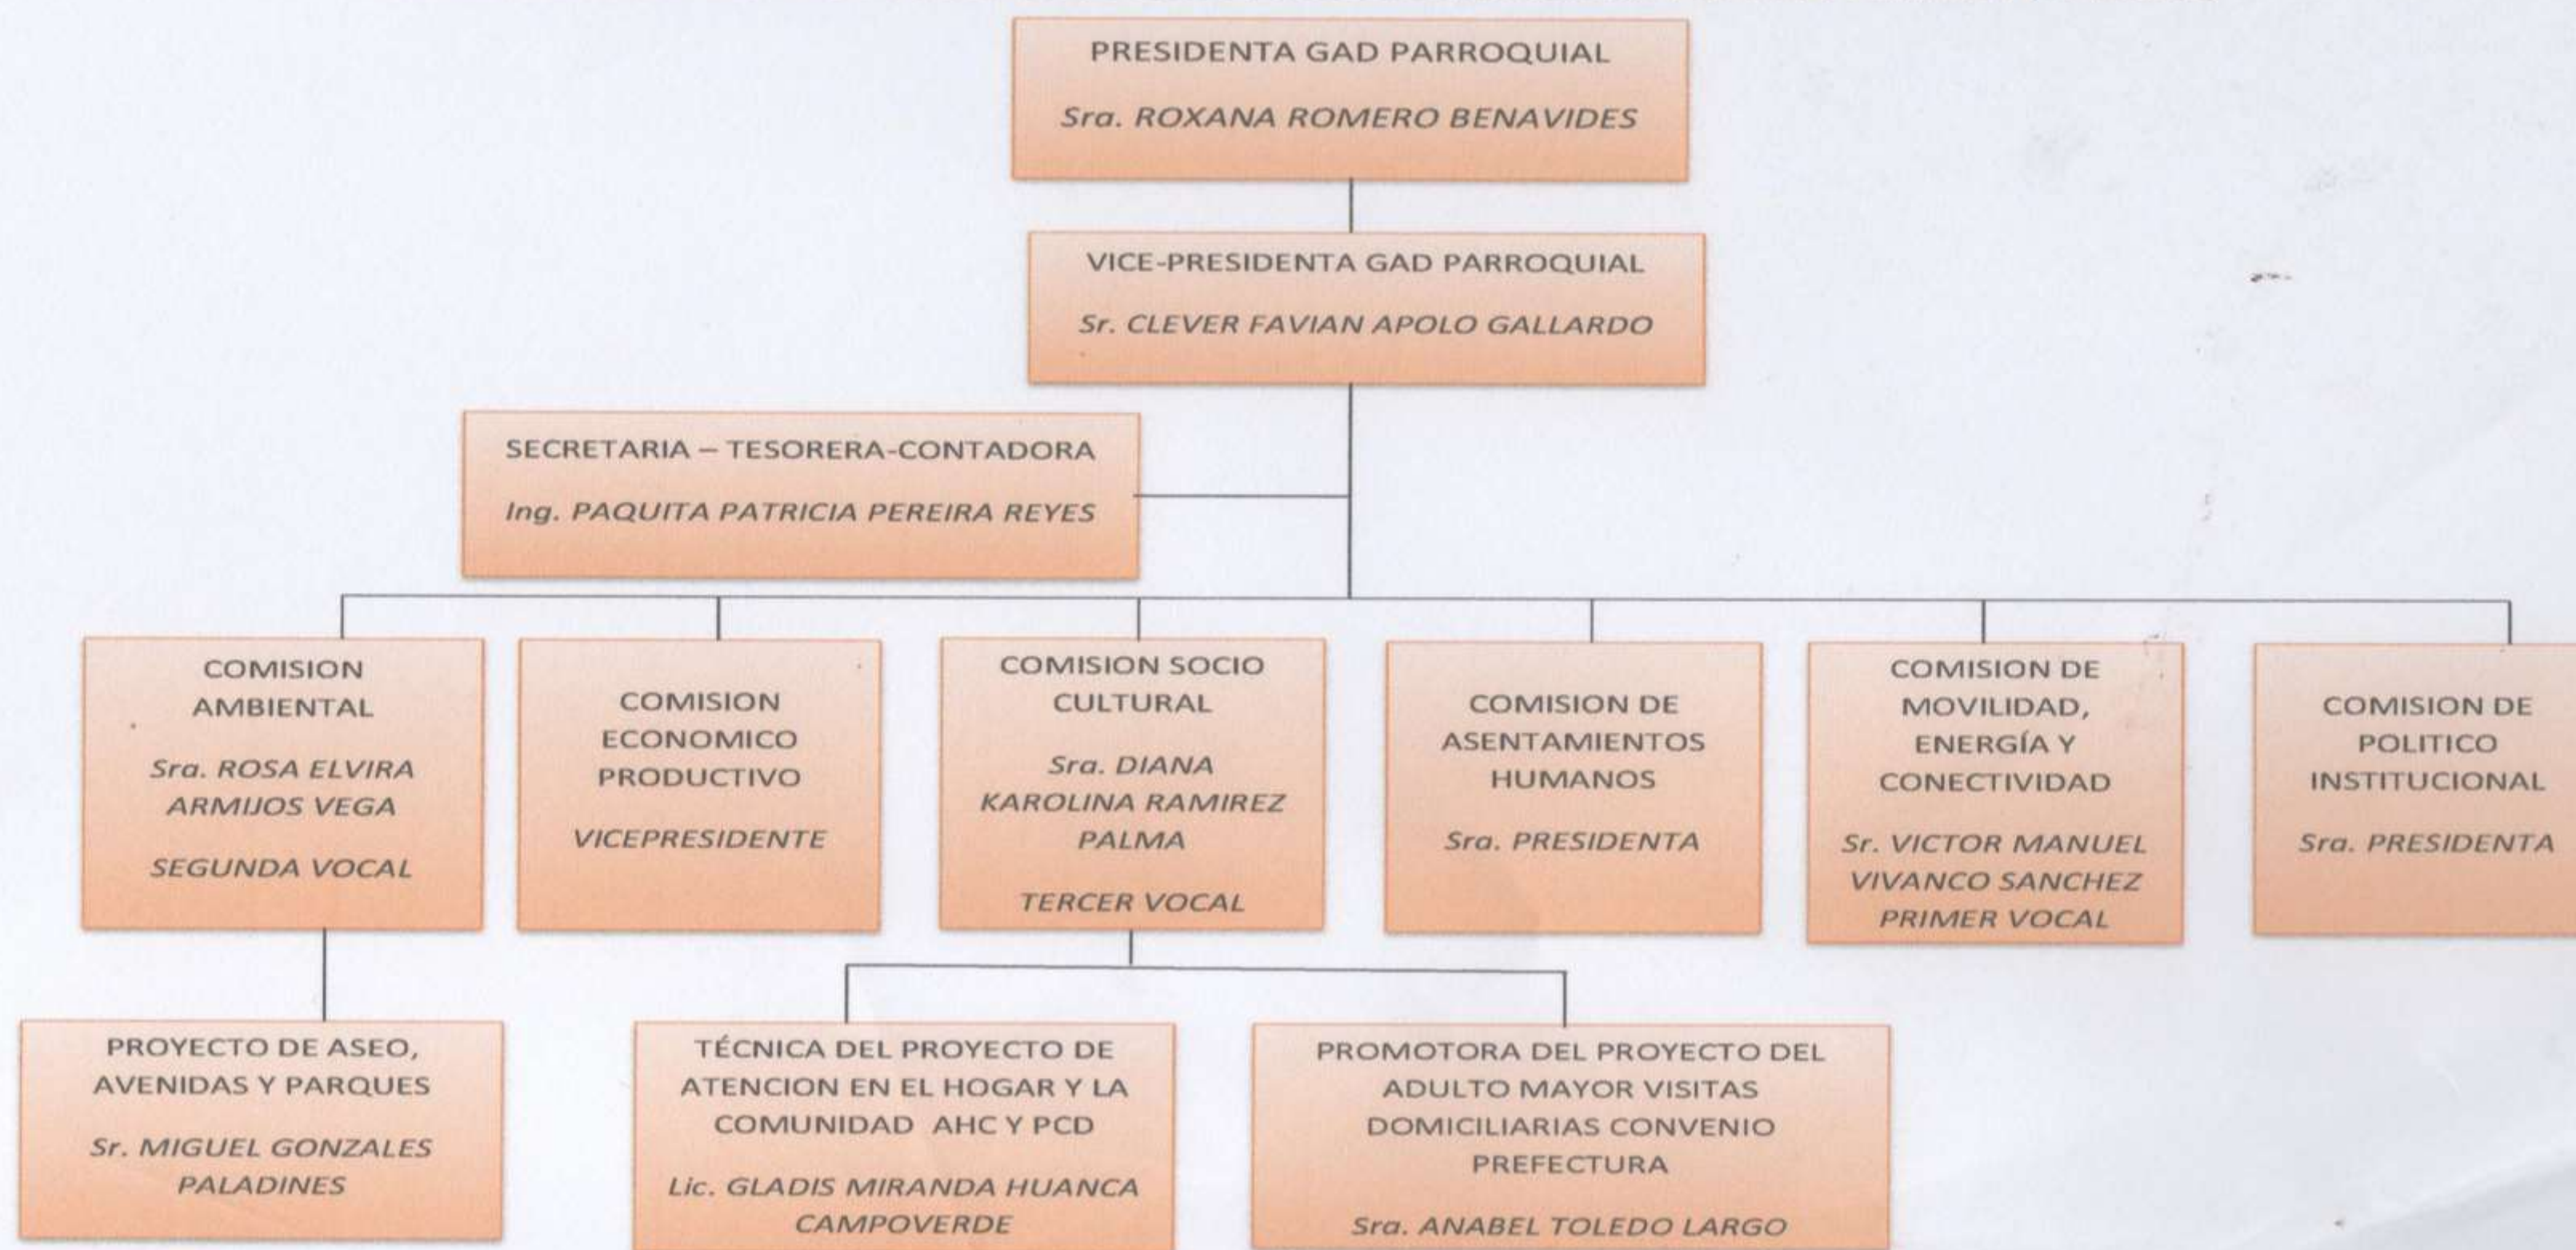 PRESIDENTA GAD PARROQUIAL
Sra. ROXANA ROMERO BENAVIDES
VICE-PRESIDENTA GAD PARROQUIAL
Sr. CLEVER FAVIAN APOLO GALLARDO
SECRETARIA – TESORERA-CONTADORA
Ing. PAQUITA PATRICIA PEREIRA REYES
COMISION
AMBIENTAL
Sra. ROSA ELVIRA
ARMIJOS VEGA
SEGUNDA VOCAL
COMISION
ECONOMICO
PRODUCTIVO
VICEPRESIDENTE
COMISION SOCIO
CULTURAL
Sra. DIANA
KAROLINA RAMIREZ
PALMA
TERCER VOCAL
COMISION DE
ASENTAMIENTOS
HUMANOS
Sra. PRESIDENTA
COMISION DE
MOVILIDAD,
ENERGÍA Y
CONECTIVIDAD
Sr. VICTOR MANUEL
VIVANCO SANCHEZ
PRIMER VOCAL
COMISION DE
POLITICO
INSTITUCIONAL
Sra. PRESIDENTA
PROYECTO DE ASEO,
AVENIDAS Y PARQUES
Sr. MIGUEL GONZALES
PALADINES
TÉCNICA DEL PROYECTO DE
ATENCION EN EL HOGAR Y LA
COMUNIDAD AHC Y PCD
Lic. GLADIS MIRANDA HUANCA
CAMPOVERDE
PROMOTORA DEL PROYECTO DEL
ADULTO MAYOR VISITAS
DOMICILIARIAS CONVENIO
PREFECTURA
Sra. ANABEL TOLEDO LARGO